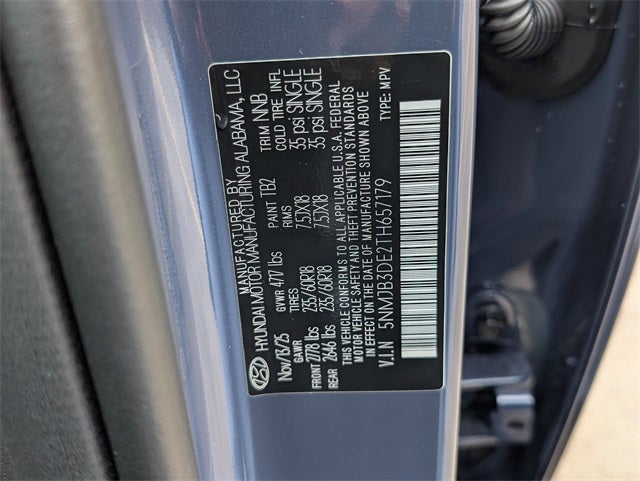 MANUFACTURED BY
HYUNDAI MOTOR MANUFACTURING ALABAMA, LLC
Nov/13/25 GVWR 4717 lbs PAINT TB2 TRIM NNB
GAWR TIRES RIMS COLD TIRE INFL
FRONT 2778 lbs 235/60R18 7.5JX18 35 psi SINGLE
REAR 2646 lbs 235/60R18 7.5JX18 35 psi SINGLE
THIS VEHICLE CONFORMS TO ALL APPLICABLE U.S.A. FEDERAL
MOTOR VEHICLE SAFETY AND THEFT PREVENTION STANDARDS
IN EFFECT ON THE DATE OF MANUFACTURE SHOWN ABOVE
V.I.N 5NMJB3DE2TH657179 TYPE: MPV